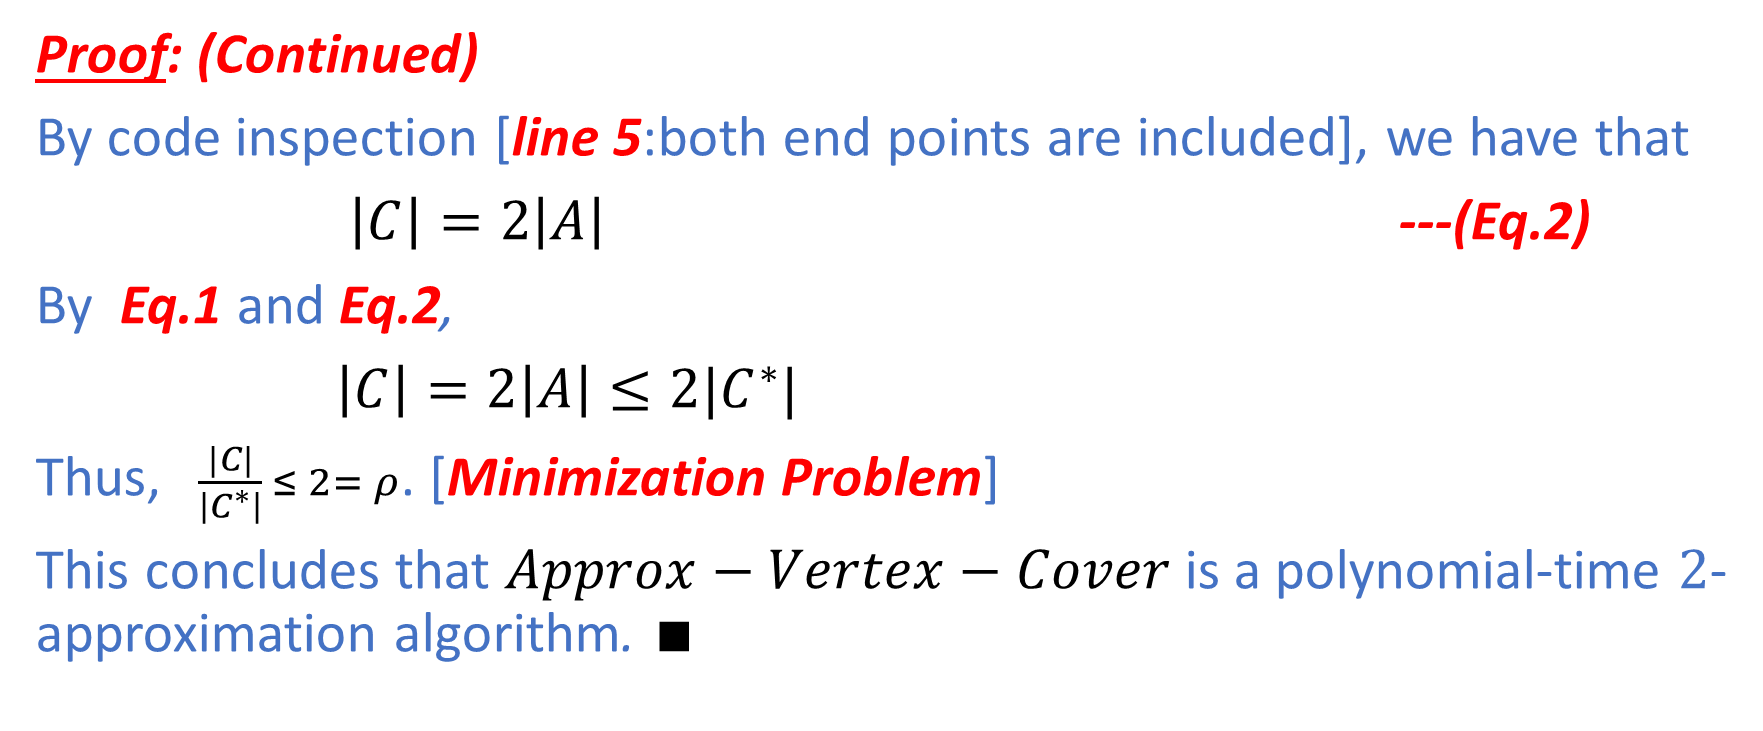 Proof: (Continued)
By code inspection [line 5:both end points are included], we have that
|C| = 2|A| ---(Eq.2)
By Eq.1 and Eq.2,
|C| = 2|A| ≤ 2|C*|
Thus, |C|/|C*| ≤ 2= ρ. [Minimization Problem]
This concludes that Approx − Vertex − Cover is a polynomial-time 2-
approximation algorithm. ■